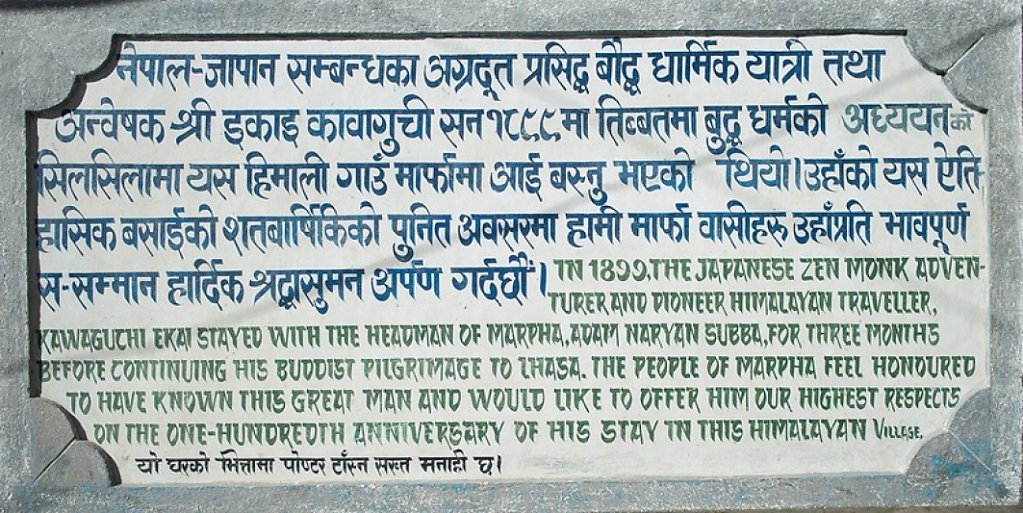 नेपाल-जापान सम्बन्धका अग्रदूत प्रसिद्ध बौद्ध धार्मिक यात्री तथा
अन्वेषक श्री इकाइ कावागुची सन १८९९मा तिब्बतमा बुद्ध धर्मको अध्ययनको
सिलसिलामा यस हिमाली गाउँ मार्फामा आई बस्नु भएको थियो।उहाँको यस ऐति-
हासिक बसाईको शतबार्षिकिको पुनित अवसरमा हामी मार्फा वासीहरू उहाँप्रति भावपूर्ण
स-सम्मान हार्दिक श्रद्धासुमन अर्पण गर्दछौं।
IN 1899.THE JAPANESE ZEN MONK ADVEN-
TURER AND PIONEER HIMALAYAN TRAVELLER,
KAWAGUCHI EKAI STAYED WITH THE HEADMAN OF MARPHA,ADAM NARYAN SUBBA,FOR THREE MONTHS
BEFORE CONTINUING HIS BUDDIST PILGRIMAGE TO LHASA. THE PEOPLE OF MARPHA FEEL HONOURED
TO HAVE KNOWN THIS GREAT MAN AND WOULD LIKE TO OFFER HIM OUR HIGHEST RESPECTS
ON THE ONE-HUNDREDTH ANNIVERSARY OF HIS STAY IN THIS HIMALAYAN VILLAGE.
यो घरको भित्तामा पोष्टर टाँस्न सख्त मनाही छ।